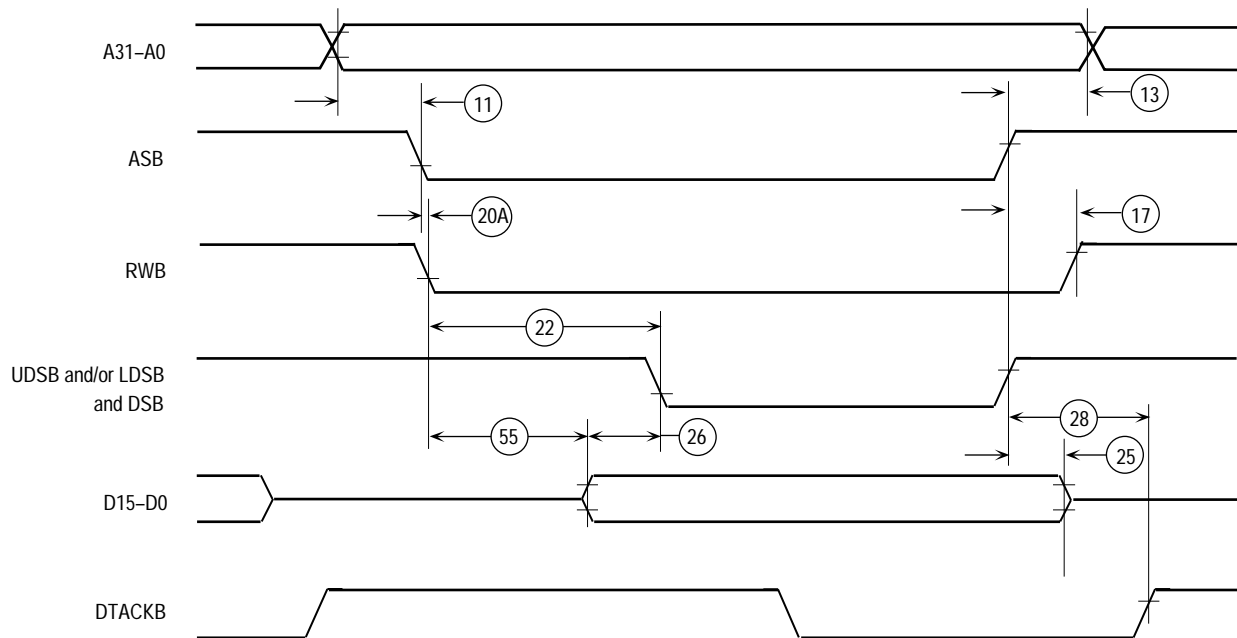 A31–A0
11
13
ASB
20A
17
RWB
22
UDSB and/or LDSB
and DSB
55
26
28
25
D15–D0
DTACKB